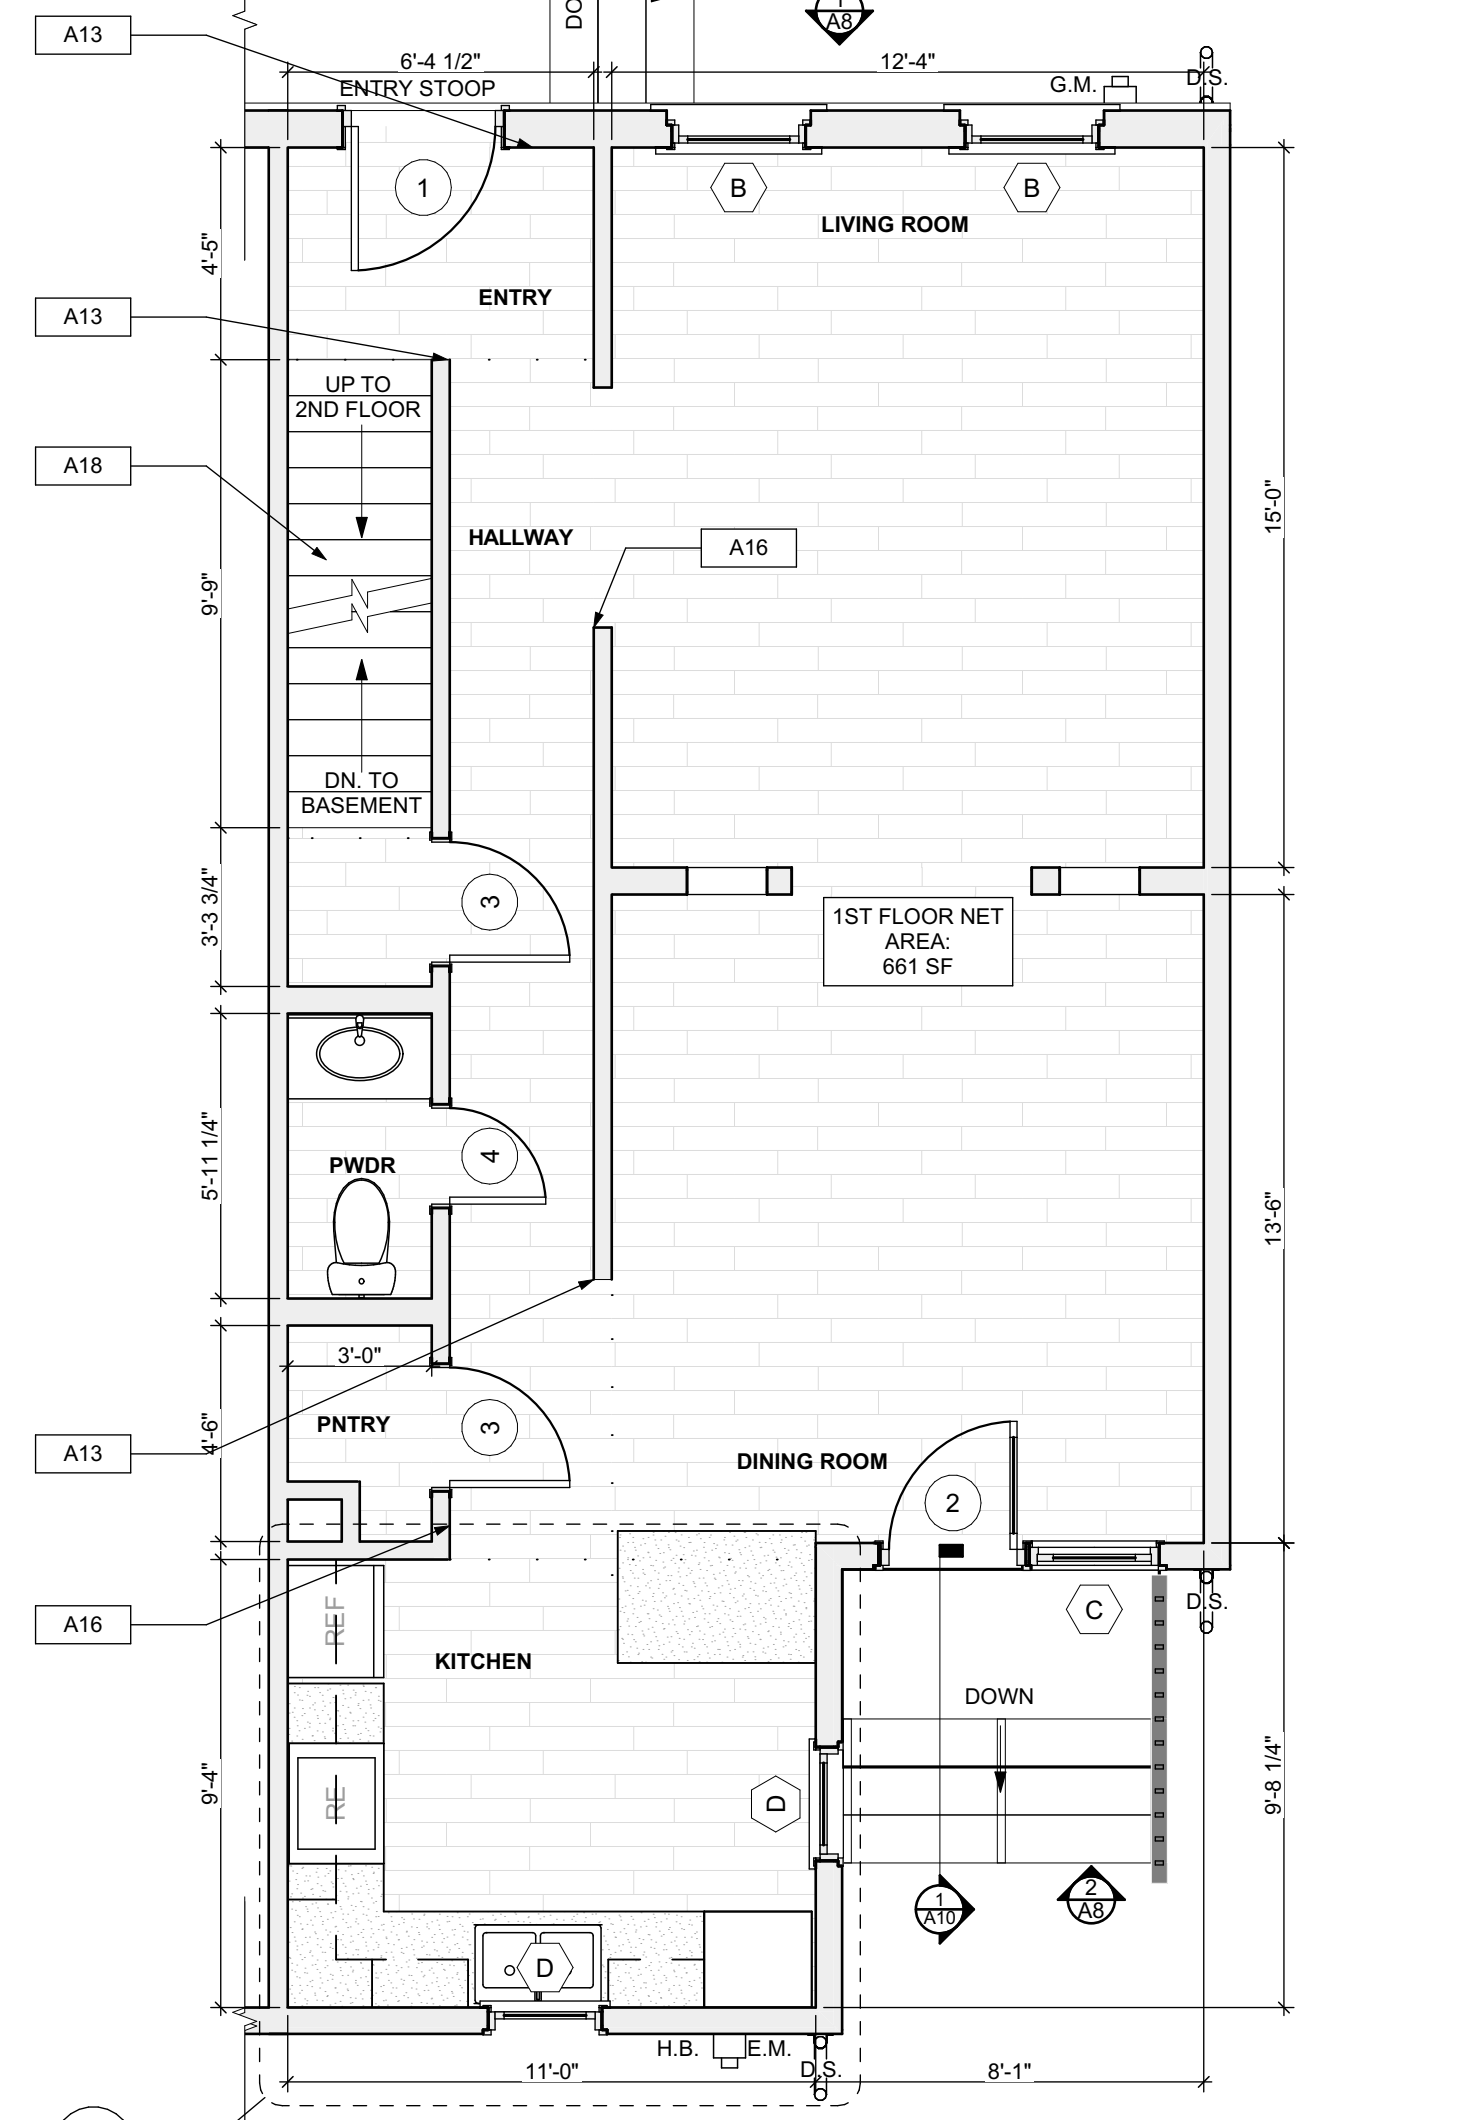 DO
1
A8
A13
6'-4 1/2"
12'-4"
ENTRY STOOP
G.M.
D.S.
1
B
B
LIVING ROOM
4'-5"
ENTRY
A13
UP TO
2ND FLOOR
A18
15'-0"
HALLWAY
A16
9'-9"
DN. TO
BASEMENT
3
3'-3 3/4"
1ST FLOOR NET
AREA:
661 SF
5'-11 1/4"
4
PWDR
13'-6"
3'-0"
PNTRY
3
4'-6"
A13
DINING ROOM
2
A16
REF
KITCHEN
C
D.S.
DOWN
RE
D
9'-4"
9'-8 1/4"
1
A10
2
A8
D
H.B.
E.M.
D.S.
11'-0"
8'-1"